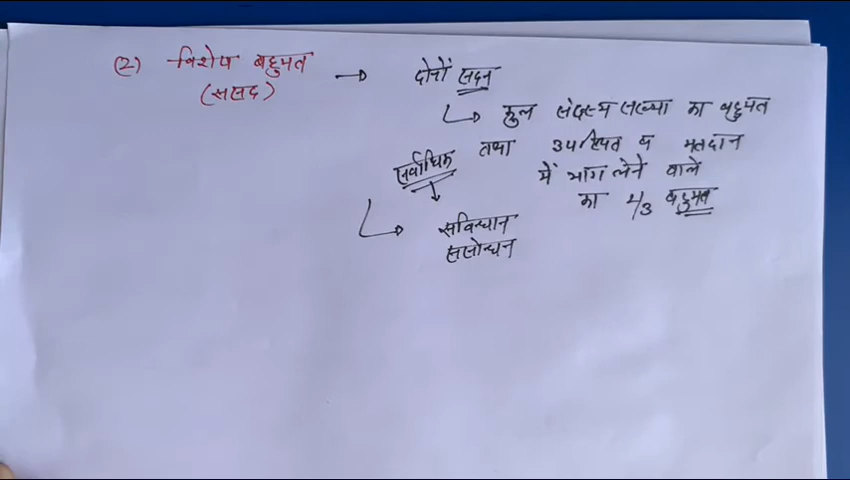 (2) विशेष बहुमत → दोनों सदन
(संसद)
कुल सदस्य संख्या का बहुमत
तथा उपस्थित व मतदान
सर्वाधिक
में भाग लेने वाले
का 2/3 बहुमत
संविन्धान
संसोन्धन